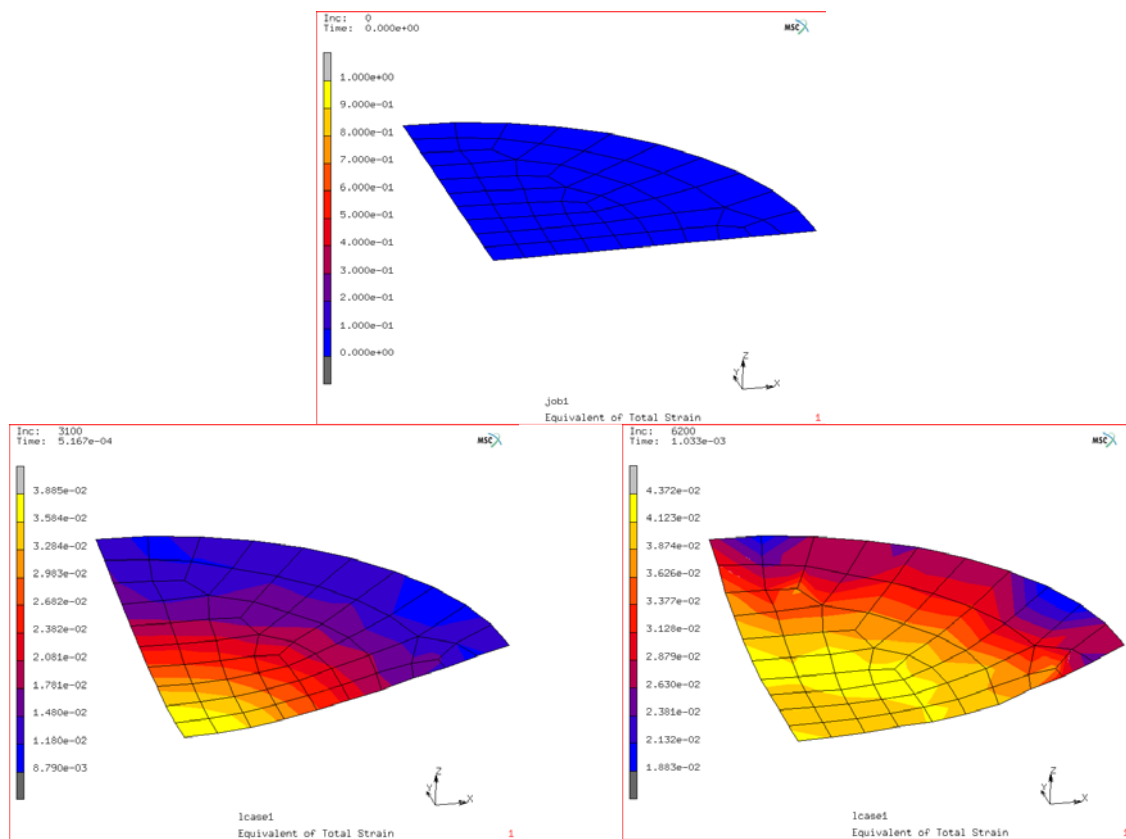 Inc: 0
Time: 0.000e+00
MSC
1.000e+00
9.000e-01
8.000e-01
7.000e-01
6.000e-01
5.000e-01
4.000e-01
3.000e-01
2.000e-01
1.000e-01
0.000e+00
Z
Y
X
job1
Equivalent of Total Strain 1
Inc: 3100
Time: 5.167e-04
MSC
3.885e-02
3.584e-02
3.284e-02
2.983e-02
2.682e-02
2.382e-02
2.081e-02
1.781e-02
1.480e-02
1.180e-02
8.790e-03
Z
Y
X
lcase1
Equivalent of Total Strain 1
Inc: 6200
Time: 1.033e-03
MSC
4.372e-02
4.123e-02
3.874e-02
3.626e-02
3.377e-02
3.128e-02
2.879e-02
2.630e-02
2.381e-02
2.132e-02
1.883e-02
Z
Y
X
lcase1
Equivalent of Total Strain 1